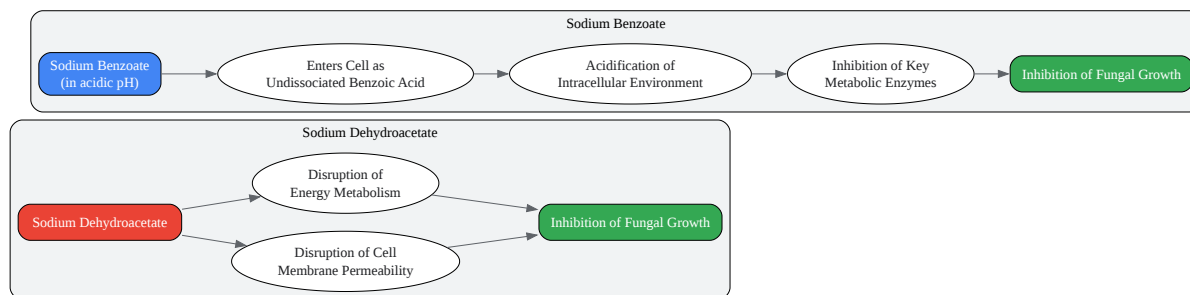 Sodium Benzoate
Sodium Benzoate
(in acidic pH)
Enters Cell as
Undissociated Benzoic Acid
Acidification of
Intracellular Environment
Inhibition of Key
Metabolic Enzymes
Inhibition of Fungal Growth
Sodium Dehydroacetate
Sodium Dehydroacetate
Disruption of
Energy Metabolism
Disruption of Cell
Membrane Permeability
Inhibition of Fungal Growth